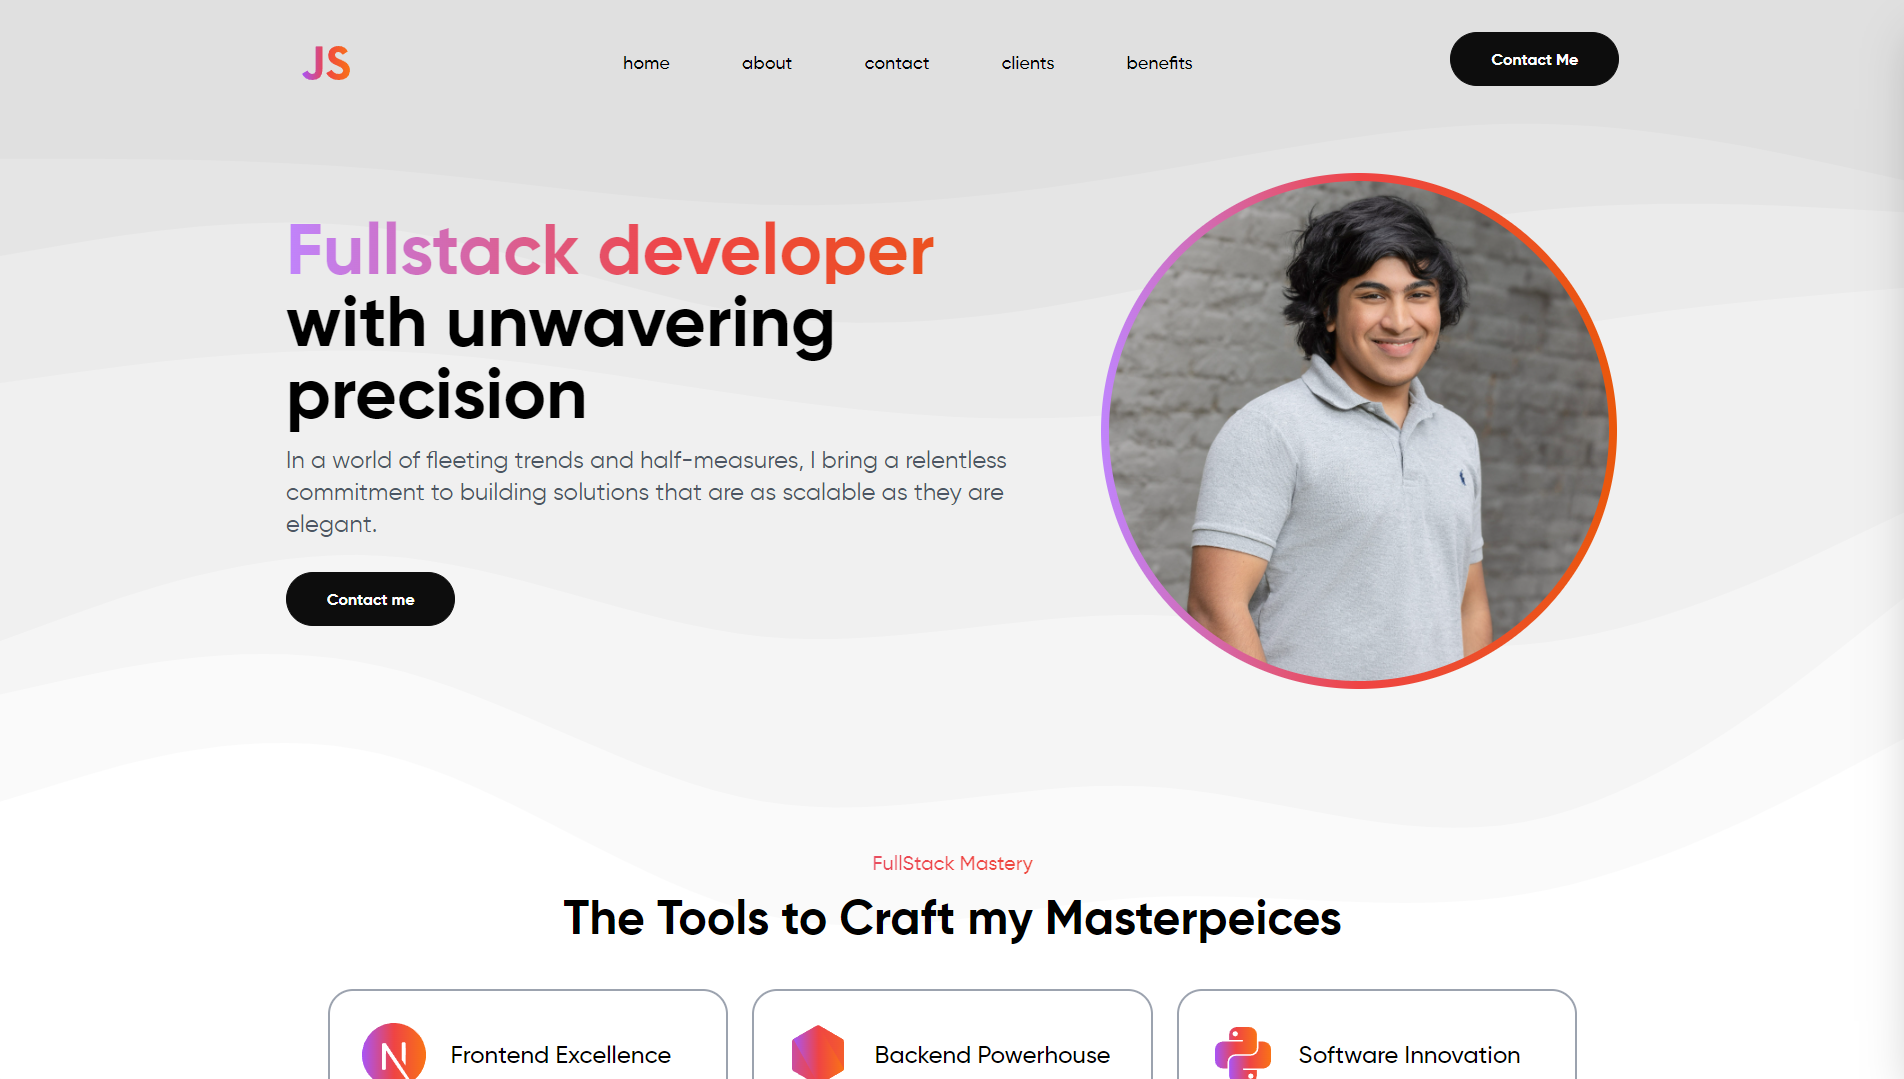 JS
home about contact clients benefits
Contact Me
Fullstack developer
with unwavering
precision
In a world of fleeting trends and half-measures, I bring a relentless
commitment to building solutions that are as scalable as they are
elegant.
Contact me
FullStack Mastery
The Tools to Craft my Masterpeices
N Frontend Excellence
Backend Powerhouse
Software Innovation